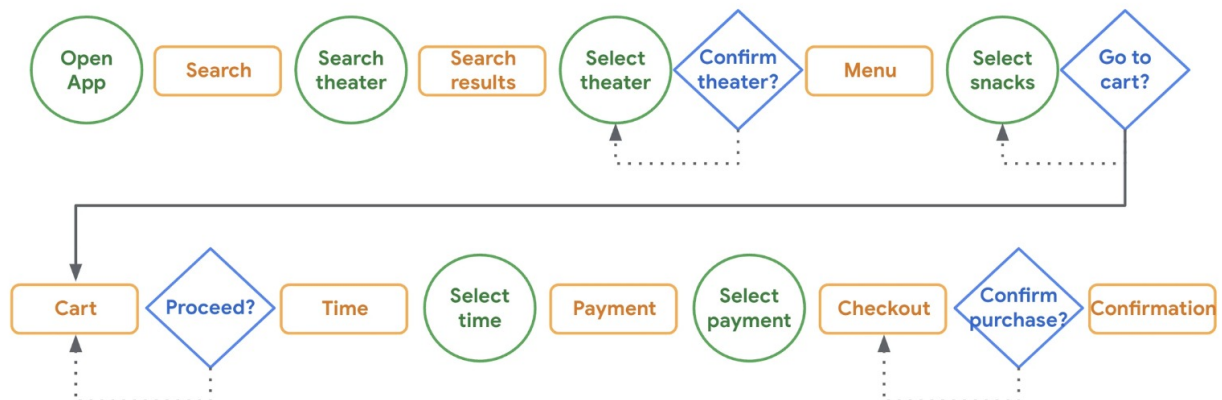 Open
App
Search
Search
theater
Search
results
Select
theater
Confirm
theater?
Menu
Select
snacks
Go to
cart?
Cart
Proceed?
Time
Select
time
Payment
Select
payment
Checkout
Confirm
purchase?
Confirmation